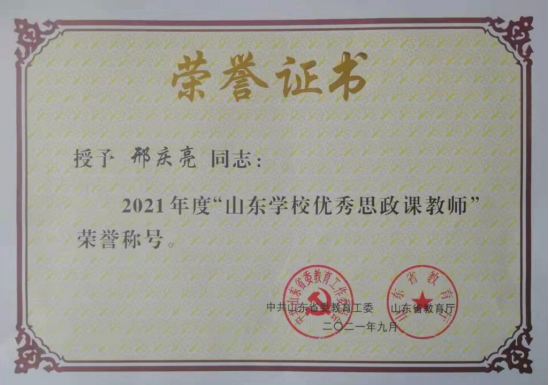 荣誉证书
授予 邢庆亮 同志：
2021年度“山东学校优秀思政课教师”
荣誉称号。
中共山东省委教育工委 山东省教育厅
二〇二一年九月